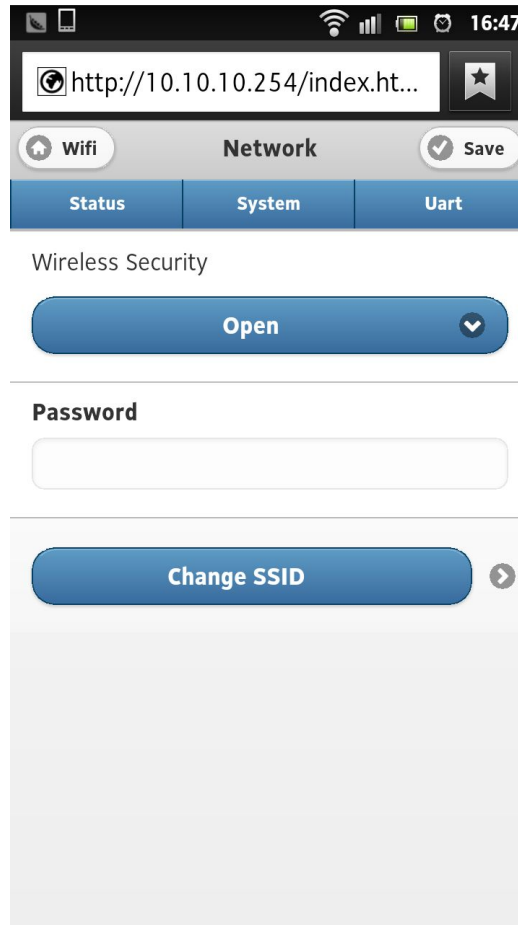 16:47
http://10.10.10.254/index.ht...
Wifi
Network
Save
Status
System
Uart
Wireless Security
Open
Password
Change SSID